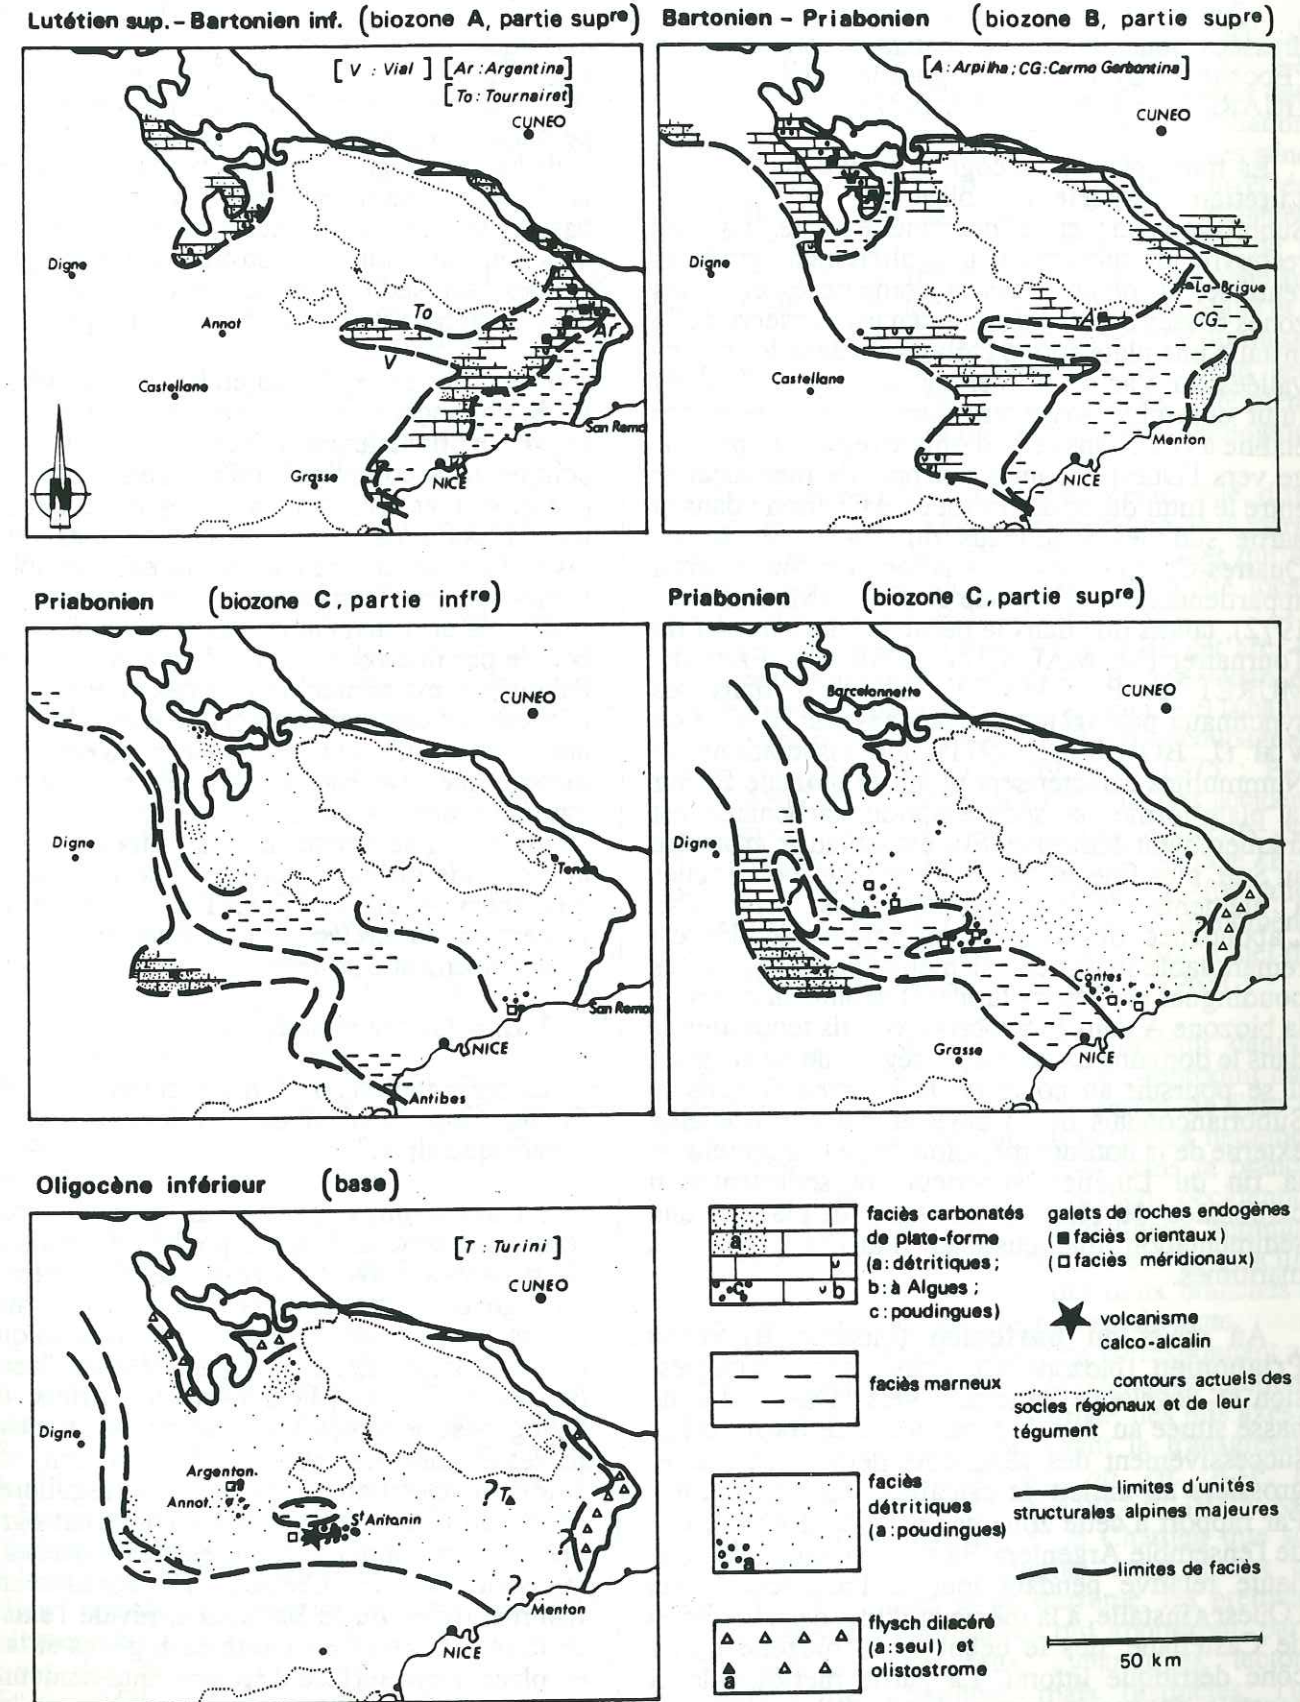 Lutétien sup.-Bartonien inf. (biozone A, partie supre)
[ V : Vial ] [ Ar : Argentina]
[To : Tournairet]
CUNEO
Digne
Annot
To
Ar
V
Castellane
San Remo
Grasse
NICE
Bartonien - Priabonien (biozone B, partie supre)
[A : Arpilha ; CG : Carmo Gerbontina]
CUNEO
Digne
La-Brigue
A
CG
Castellane
Menton
NICE
Priabonien (biozone C, partie infre)
CUNEO
Digne
Tende
San Remo
NICE
Antibes
Priabonien (biozone C, partie supre)
Barcelonnette
CUNEO
Digne
?
Contes
Grasse
NICE
Oligocène inférieur (base)
[T : Turini]
CUNEO
Digne
Argenton.
Annot
? T
St Antonin
?
?
Menton
NICE
a
c
b
faciès carbonatés
de plate-forme
(a : détritiques ;
b : à Algues ;
c : poudingues)
galets de roches endogènes
( ■ faciès orientaux )
( □ faciès méridionaux )
volcanisme
calco-alcalin
faciès marneux
contours actuels des
socles régionaux et de leur
tégument
a
faciès
détritiques
(a : poudingues)
limites d'unités
structurales alpines majeures
limites de faciès
a
flysch dilacéré
(a : seul) et
olistostrome
50 km